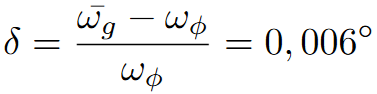 δ = (ω̄_g − ω_ϕ) / ω_ϕ = 0,006°